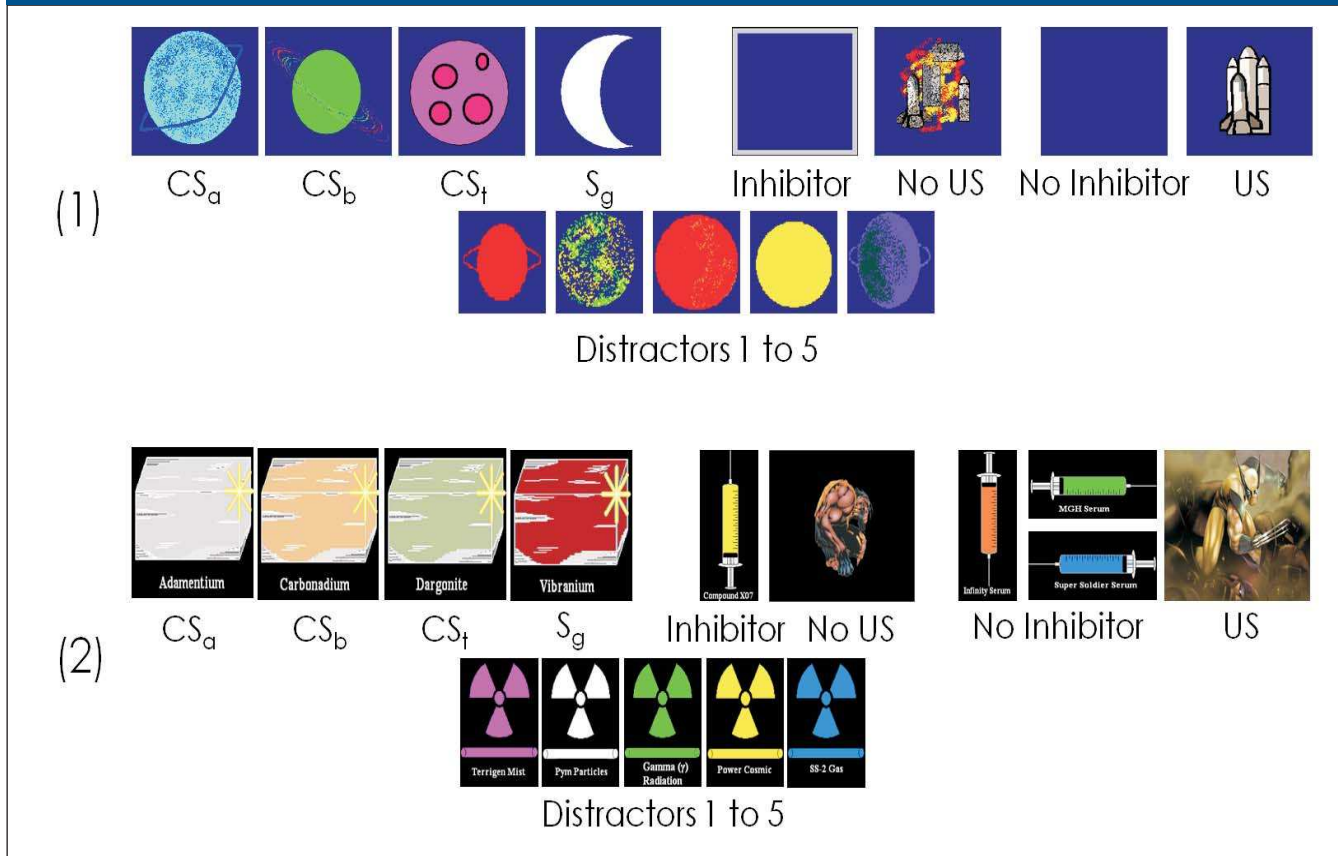 CSa CSb CSt Sg Inhibitor No US No Inhibitor US
(1)
Distractors 1 to 5
Adamentium Carbonadium Dargonite Vibranium Compound X07 Infinity Serum MGH Serum
Super Soldier Serum
CSa CSb CSt Sg Inhibitor No US No Inhibitor US
(2)
Terrigen Mist Pym Particles Gamma (γ) Radiation Power Cosmic SS-2 Gas
Distractors 1 to 5